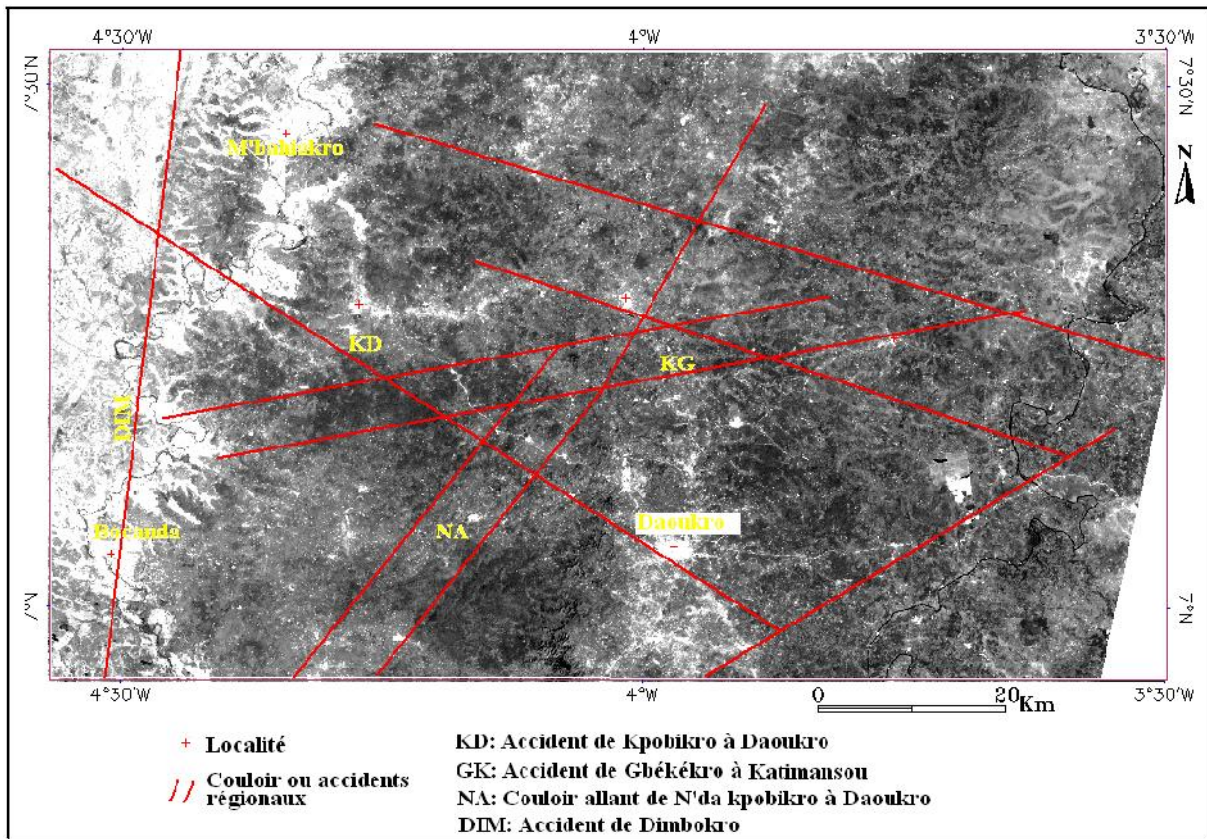 4°30'W 4°W 3°30'W
7°30'N 7°30'N
N
M'bahiakro
KD
KG
DIM
Bocanda
NA
Daoukro
7°N 7°N
4°30'W 4°W 3°30'W
0 20 Km
+ Localité
Couloir ou accidents
régionaux
KD: Accident de Kpobikro à Daoukro
GK: Accident de Gbékékro à Katimansou
NA: Couloir allant de N'da kpobikro à Daoukro
DIM: Accident de Dimbokro